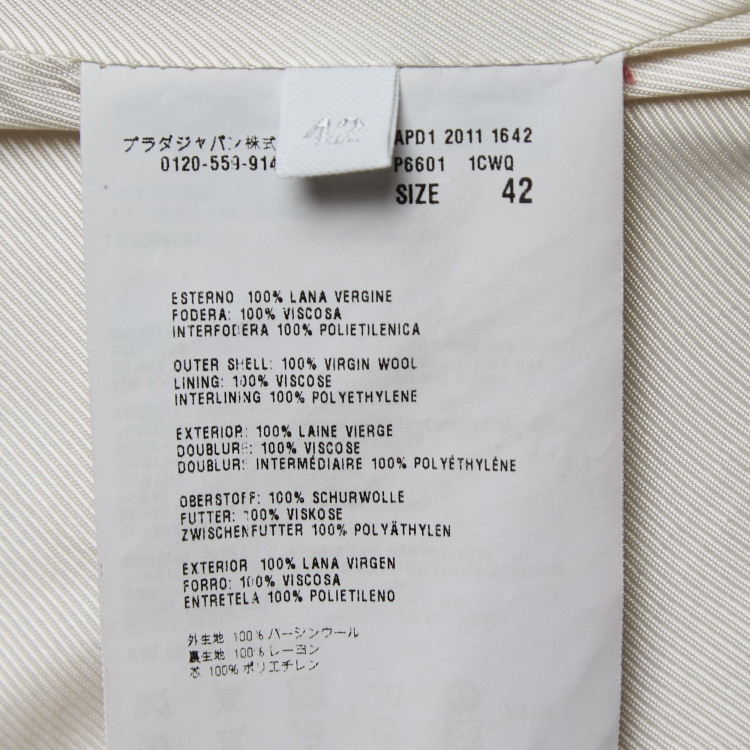 プラダジャパン株式
0120-559-914
42
APD1 2011 1642
P6601 1CWQ
SIZE 42
ESTERNO 100% LANA VERGINE
FODERA: 100% VISCOSA
INTERFODERA 100% POLIETILENICA
OUTER SHELL: 100% VIRGIN WOOL
LINING: 100% VISCOSE
INTERLINING 100% POLYETHYLENE
EXTERIOR: 100% LAINE VIERGE
DOUBLURE: 100% VISCOSE
DOUBLURE INTERMÉDIAIRE 100% POLYÉTHYLÉNE
OBERSTOFF: 100% SCHURWOLLE
FUTTER: 100% VISKOSE
ZWISCHENFUTTER 100% POLYÄTHYLEN
EXTERIOR 100% LANA VIRGEN
FORRO: 100% VISCOSA
ENTRETELA 100% POLIETILENO
外生地 100%バージンウール
裏生地 100%レーヨン
芯 100%ポリエチレン